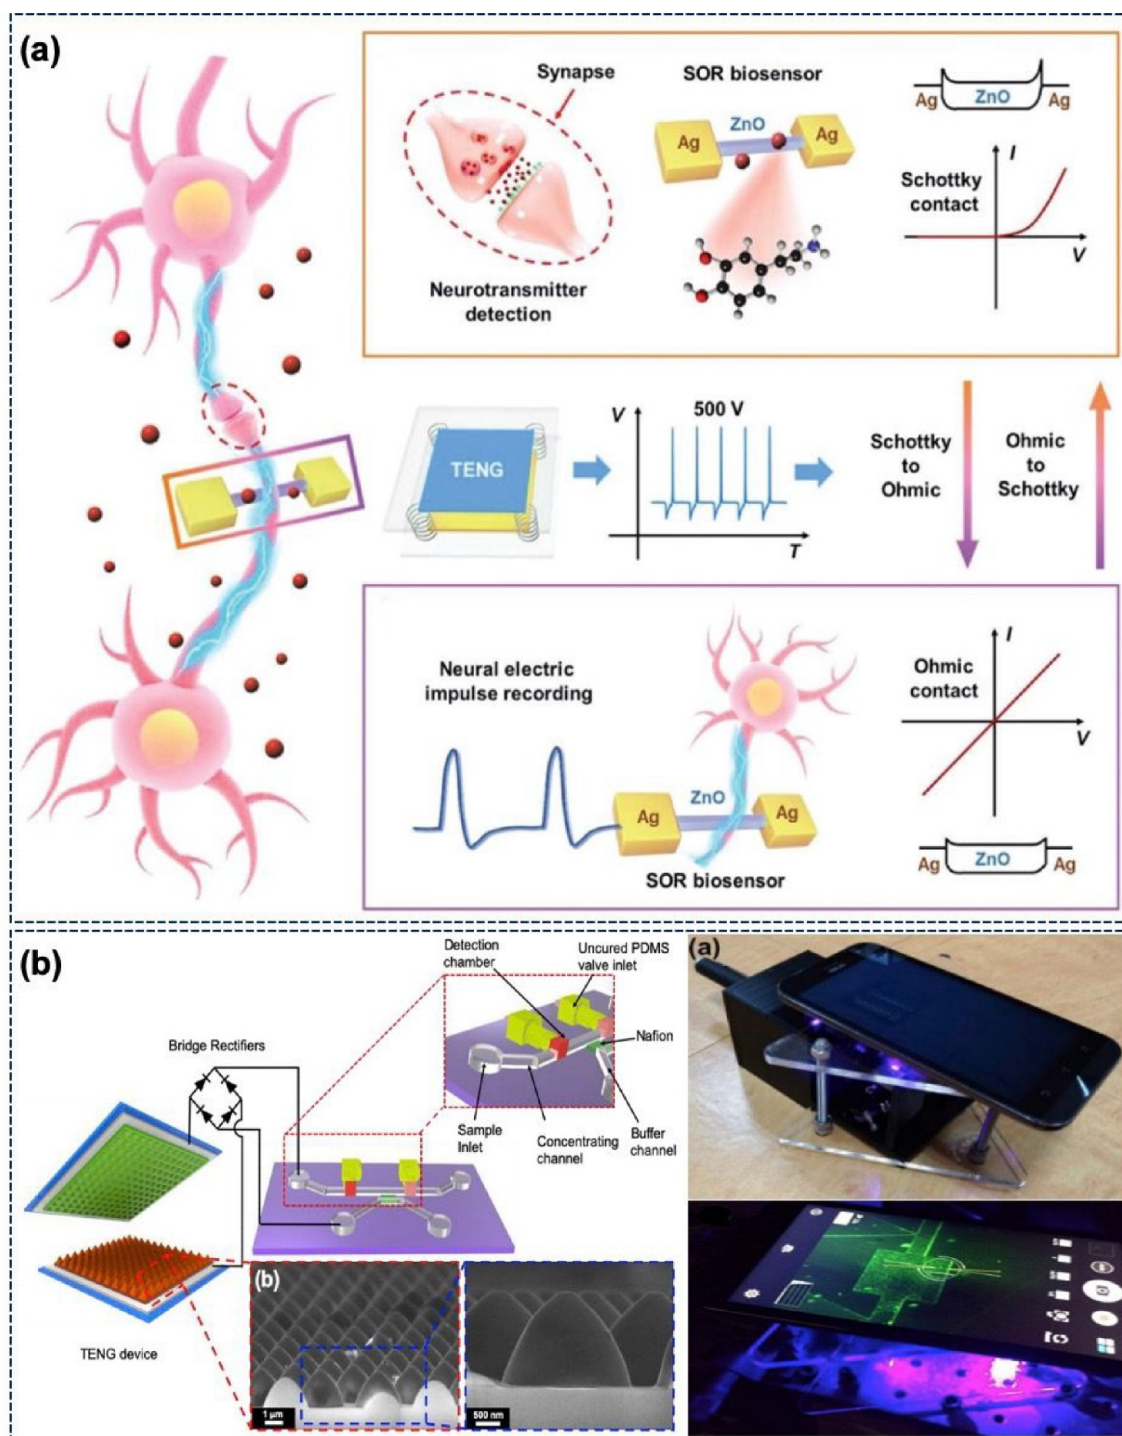 (a)
Synapse
Neurotransmitter
detection
SOR biosensor
Ag
ZnO
Ag
Ag
ZnO
Ag
I
Schottky
contact
V
TENG
V
500 V
T
Schottky
to
Ohmic
Ohmic
to
Schottky
Neural electric
impulse recording
Ag
ZnO
Ag
SOR biosensor
I
Ohmic
contact
V
Ag
ZnO
Ag
(b)
Bridge Rectifiers
Detection
chamber
Uncured PDMS
valve inlet
Nafion
Sample
Inlet
Concentrating
channel
Buffer
channel
TENG device
(b)
1 µm
500 nm
(a)